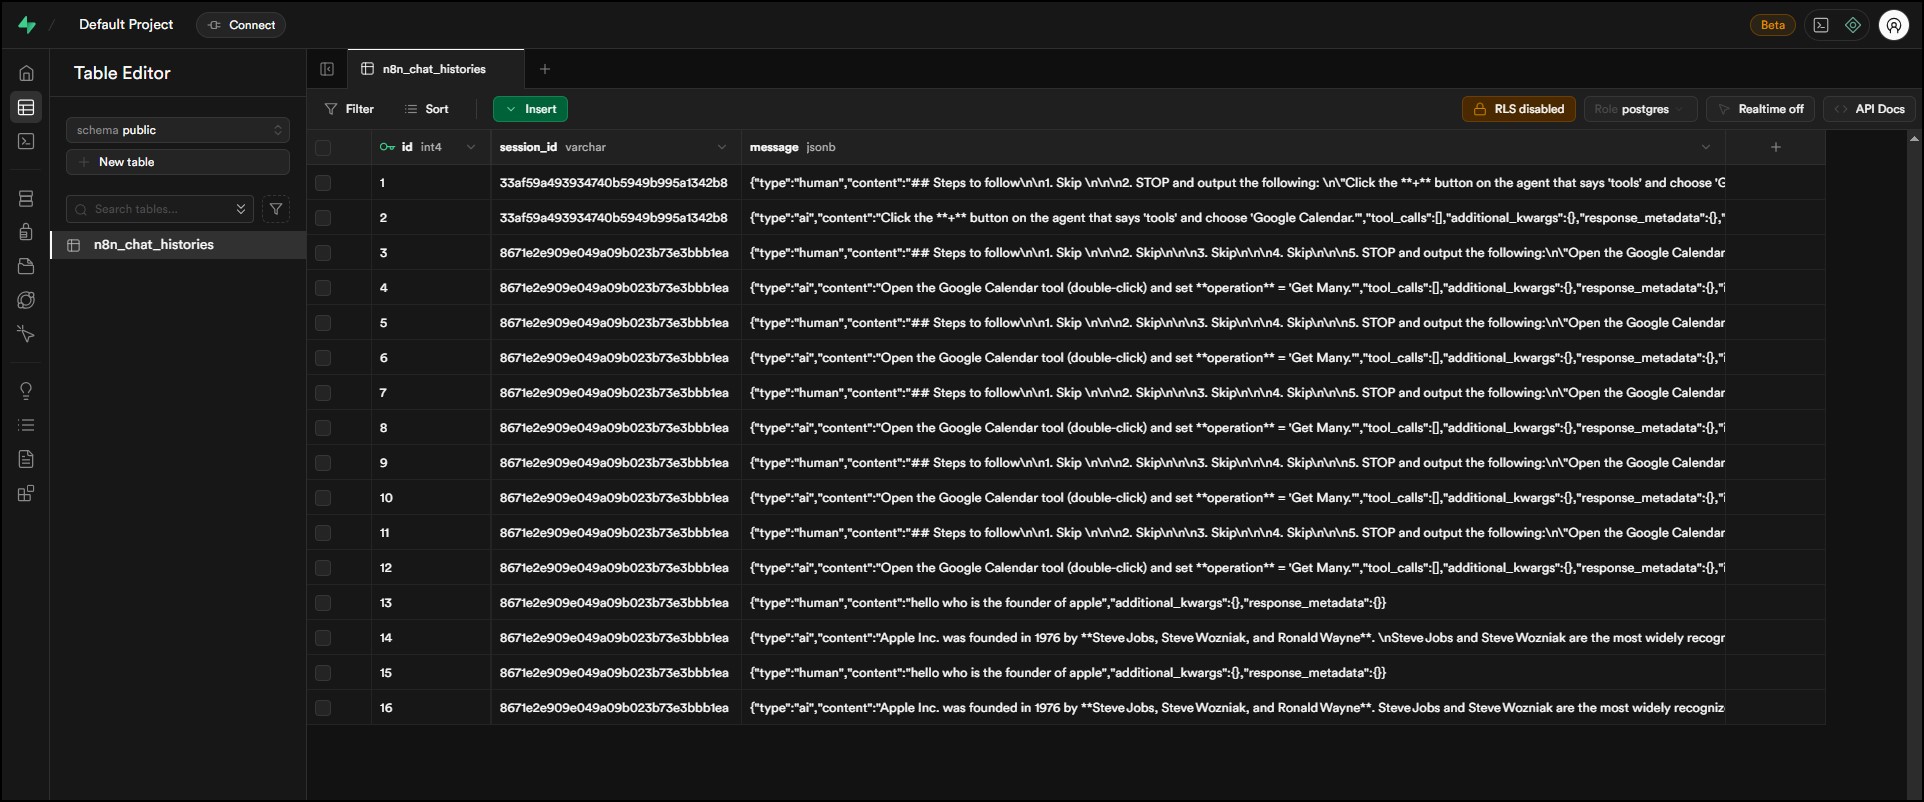 Default Project Connect Beta
Table Editor n8n_chat_histories
Filter Sort Insert RLS disabled Role postgres Realtime off API Docs
schema public
New table
Search tables...
n8n_chat_histories
id int4 session_id varchar message jsonb
1 33af59a493934740b5949b995a1342b8 {"type":"human","content":"## Steps to follow\n\n1. Skip \n\n\n2. STOP and output the following: \n\"Click the **+** button on the agent that says 'tools' and choose 'G
2 33af59a493934740b5949b995a1342b8 {"type":"ai","content":"Click the **+** button on the agent that says 'tools' and choose 'Google Calendar.'","tool_calls":[],"additional_kwargs":{},"response_metadata":{},"
3 8671e2e909e049a09b023b73e3bbb1ea {"type":"human","content":"## Steps to follow\n\n1. Skip \n\n\n2. Skip\n\n\n3. Skip\n\n\n4. Skip\n\n\n5. STOP and output the following:\n\"Open the Google Calendar
4 8671e2e909e049a09b023b73e3bbb1ea {"type":"ai","content":"Open the Google Calendar tool (double-click) and set **operation** = 'Get Many.'","tool_calls":[],"additional_kwargs":{},"response_metadata":{},"i
5 8671e2e909e049a09b023b73e3bbb1ea {"type":"human","content":"## Steps to follow\n\n1. Skip \n\n\n2. Skip\n\n\n3. Skip\n\n\n4. Skip\n\n\n5. STOP and output the following:\n\"Open the Google Calendar
6 8671e2e909e049a09b023b73e3bbb1ea {"type":"ai","content":"Open the Google Calendar tool (double-click) and set **operation** = 'Get Many.'","tool_calls":[],"additional_kwargs":{},"response_metadata":{},"i
7 8671e2e909e049a09b023b73e3bbb1ea {"type":"human","content":"## Steps to follow\n\n1. Skip \n\n\n2. Skip\n\n\n3. Skip\n\n\n4. Skip\n\n\n5. STOP and output the following:\n\"Open the Google Calendar
8 8671e2e909e049a09b023b73e3bbb1ea {"type":"ai","content":"Open the Google Calendar tool (double-click) and set **operation** = 'Get Many.'","tool_calls":[],"additional_kwargs":{},"response_metadata":{},"i
9 8671e2e909e049a09b023b73e3bbb1ea {"type":"human","content":"## Steps to follow\n\n1. Skip \n\n\n2. Skip\n\n\n3. Skip\n\n\n4. Skip\n\n\n5. STOP and output the following:\n\"Open the Google Calendar
10 8671e2e909e049a09b023b73e3bbb1ea {"type":"ai","content":"Open the Google Calendar tool (double-click) and set **operation** = 'Get Many.'","tool_calls":[],"additional_kwargs":{},"response_metadata":{},"i
11 8671e2e909e049a09b023b73e3bbb1ea {"type":"human","content":"## Steps to follow\n\n1. Skip \n\n\n2. Skip\n\n\n3. Skip\n\n\n4. Skip\n\n\n5. STOP and output the following:\n\"Open the Google Calendar
12 8671e2e909e049a09b023b73e3bbb1ea {"type":"ai","content":"Open the Google Calendar tool (double-click) and set **operation** = 'Get Many.'","tool_calls":[],"additional_kwargs":{},"response_metadata":{},"i
13 8671e2e909e049a09b023b73e3bbb1ea {"type":"human","content":"hello who is the founder of apple","additional_kwargs":{},"response_metadata":{}}
14 8671e2e909e049a09b023b73e3bbb1ea {"type":"ai","content":"Apple Inc. was founded in 1976 by **Steve Jobs, Steve Wozniak, and Ronald Wayne**. \nSteve Jobs and Steve Wozniak are the most widely recogn
15 8671e2e909e049a09b023b73e3bbb1ea {"type":"human","content":"hello who is the founder of apple","additional_kwargs":{},"response_metadata":{}}
16 8671e2e909e049a09b023b73e3bbb1ea {"type":"ai","content":"Apple Inc. was founded in 1976 by **Steve Jobs, Steve Wozniak, and Ronald Wayne**. Steve Jobs and Steve Wozniak are the most widely recogniz